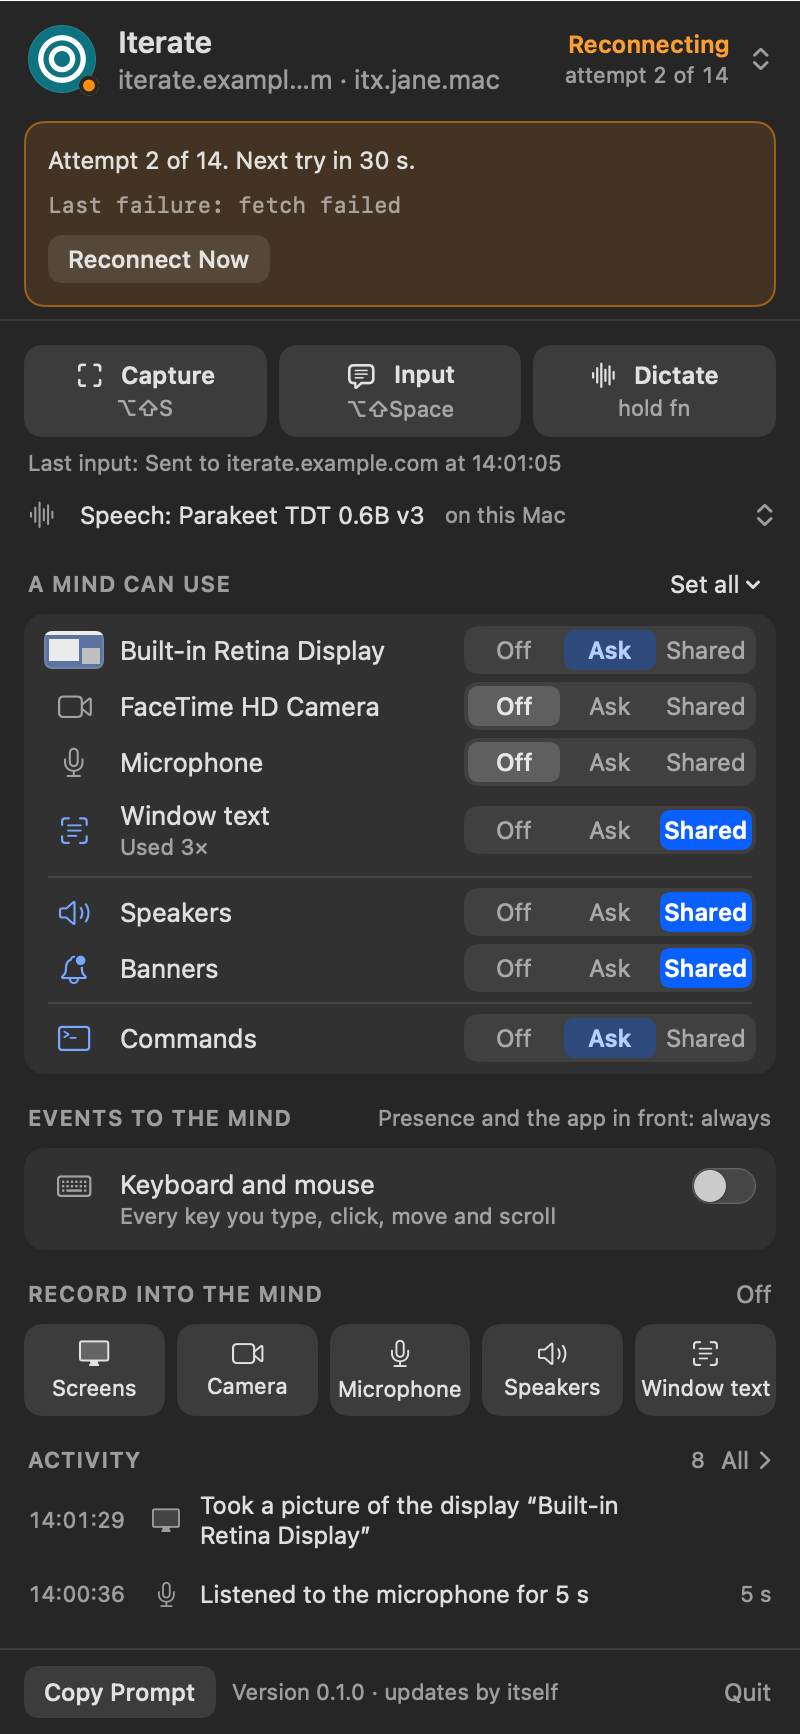 Iterate
iterate.exampl...m · itx.jane.mac
Reconnecting
attempt 2 of 14
Attempt 2 of 14. Next try in 30 s.
Last failure: fetch failed
Reconnect Now
Capture
⌥⇧S
Input
⌥⇧Space
Dictate
hold fn
Last input: Sent to iterate.example.com at 14:01:05
Speech: Parakeet TDT 0.6B v3 on this Mac
A MIND CAN USE
Set all
Built-in Retina Display Off Ask Shared
FaceTime HD Camera Off Ask Shared
Microphone Off Ask Shared
Window text
Used 3×
Off Ask Shared
Speakers Off Ask Shared
Banners Off Ask Shared
Commands Off Ask Shared
EVENTS TO THE MIND
Presence and the app in front: always
Keyboard and mouse
Every key you type, click, move and scroll
RECORD INTO THE MIND
Off
Screens
Camera
Microphone
Speakers
Window text
ACTIVITY
8 All
14:01:29
Took a picture of the display “Built-in
Retina Display”
14:00:36 Listened to the microphone for 5 s 5 s
Copy Prompt
Version 0.1.0 · updates by itself
Quit